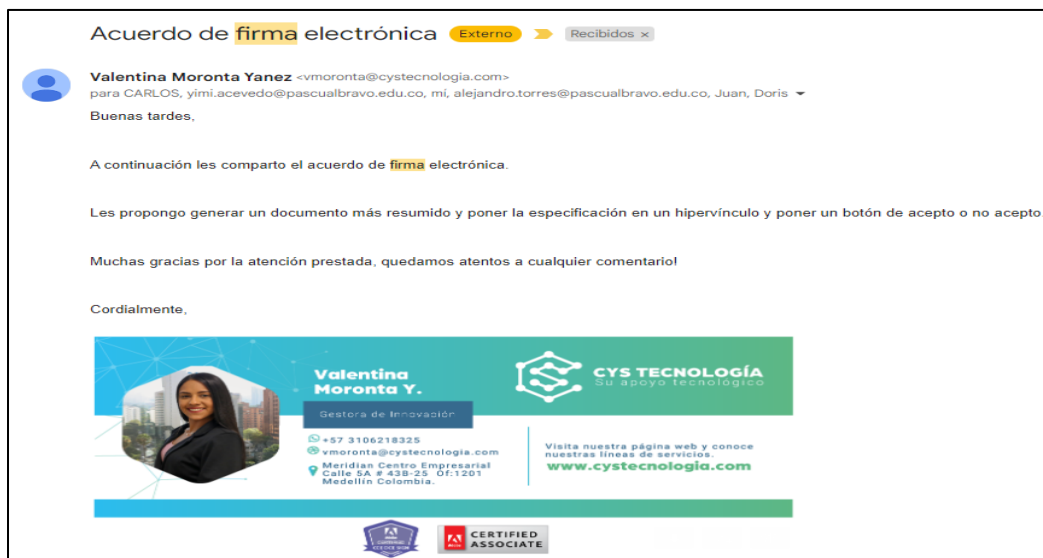 Acuerdo de firma electrónica Externo Recibidos ×
Valentina Moronta Yanez <vmoronta@cystecnologia.com>
para CARLOS, yimi.acevedo@pascualbravo.edu.co, mí, alejandro.torres@pascualbravo.edu.co, Juan, Doris
Buenas tardes,
A continuación les comparto el acuerdo de firma electrónica.
Les propongo generar un documento más resumido y poner la especificación en un hipervínculo y poner un botón de acepto o no acepto.
Muchas gracias por la atención prestada, quedamos atentos a cualquier comentario!
Cordialmente,
Valentina
Moronta Y.
Gestora de Innovación
+57 3106218325
vmoronta@cystecnologia.com
Meridian Centro Empresarial
Calle 5A # 43B-25 Of:1201
Medellín Colombia.
CYS TECNOLOGÍA
Su apoyo tecnológico
Visita nuestra página web y conoce
nuestras líneas de servicios.
www.cystecnologia.com
CERTIFIED
ASSOCIATE